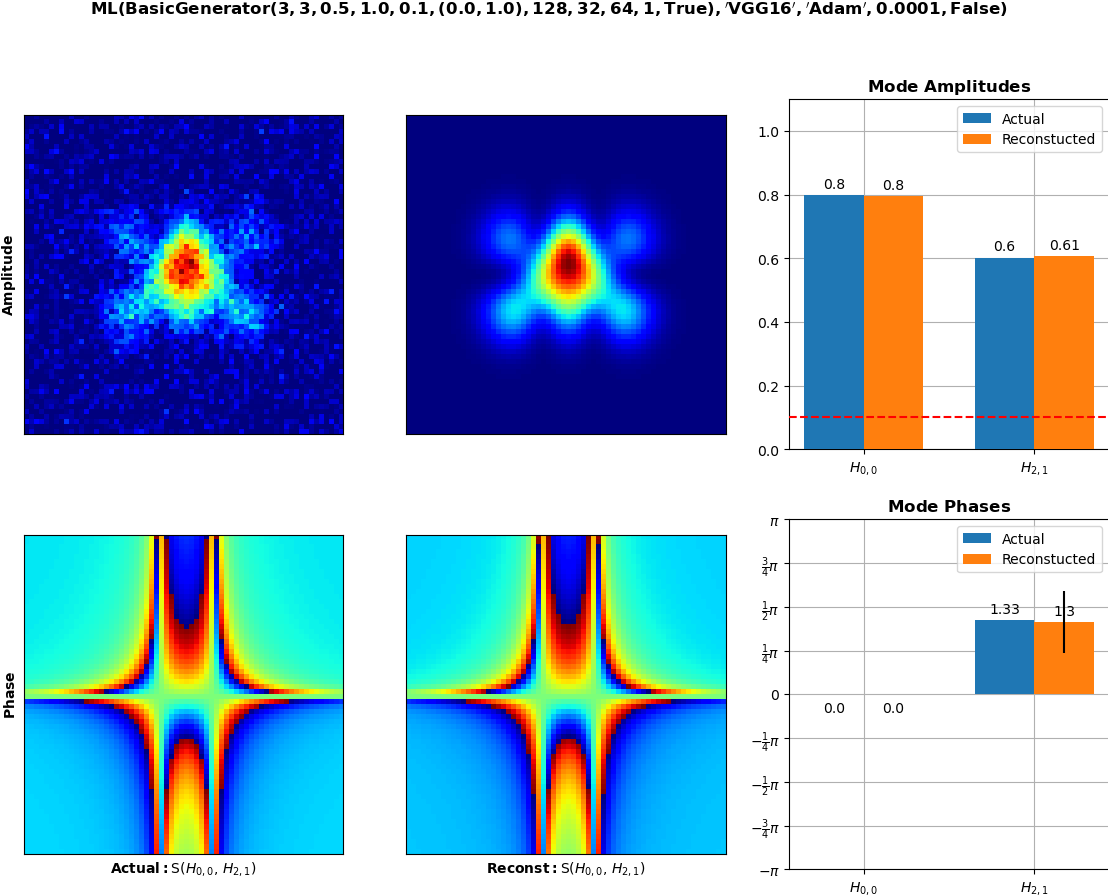 ML(BasicGenerator(3, 3, 0.5, 1.0, 0.1, (0.0, 1.0), 128, 32, 64, 1, True), ′VGG16′, ′Adam′, 0.0001, False)
Amplitude
Mode Amplitudes
Actual
Reconstucted
1.0
0.8
0.6
0.4
0.2
0.0
0.8 0.8
0.6 0.61
H0,0 H2,1
Phase
Actual: S(H0,0, H2,1)
Reconst: S(H0,0, H2,1)
Mode Phases
Actual
Reconstucted
π
3/4π
1/2π
1/4π
0
−1/4π
−1/2π
−3/4π
−π
1.33 1.3
0.0 0.0
H0,0 H2,1